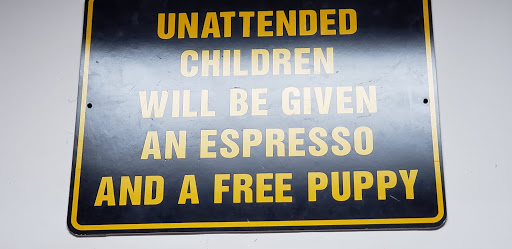 UNATTENDED
CHILDREN
WILL BE GIVEN
AN ESPRESSO
AND A FREE PUPPY